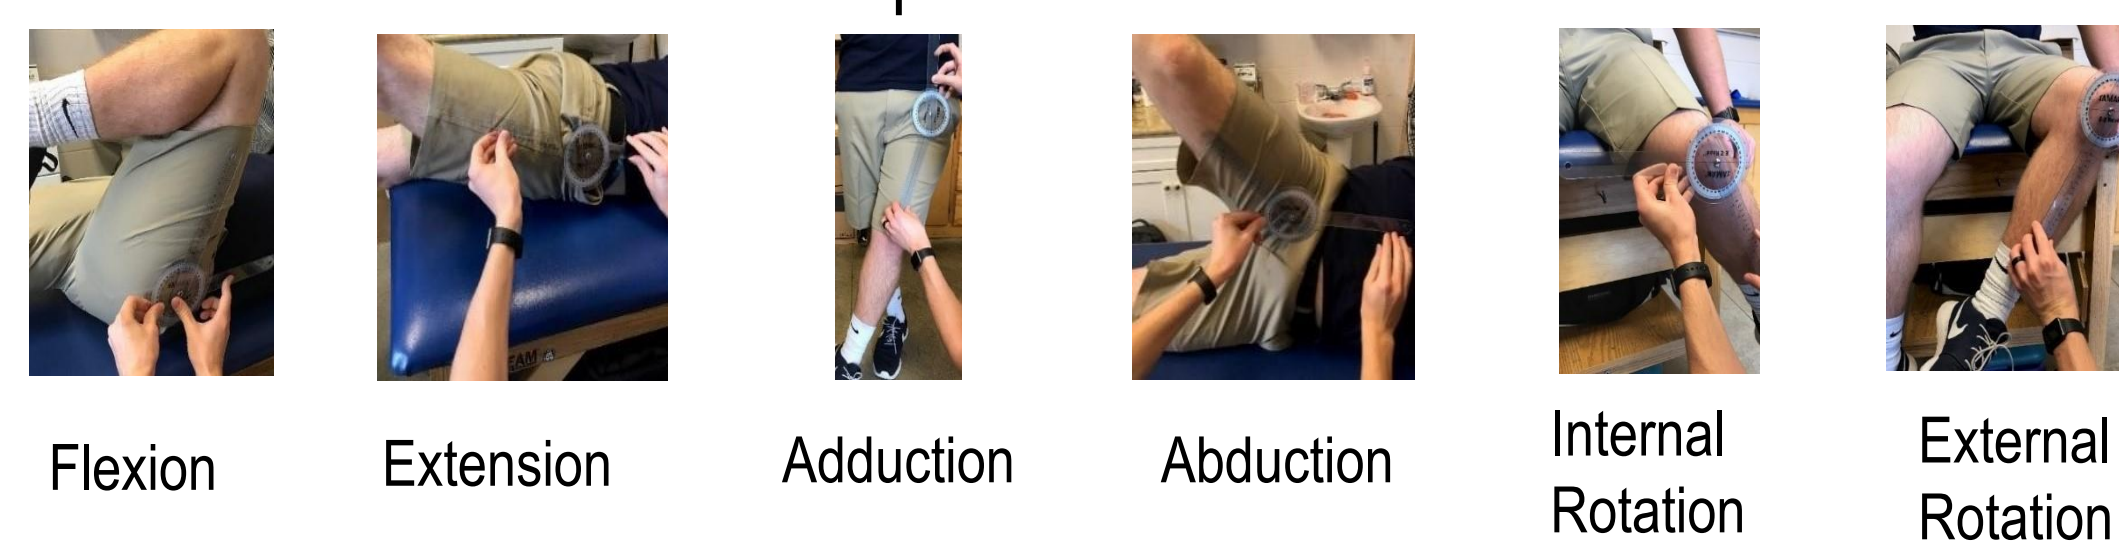 Flexion
Extension
Adduction
Abduction
Internal
Rotation
External
Rotation